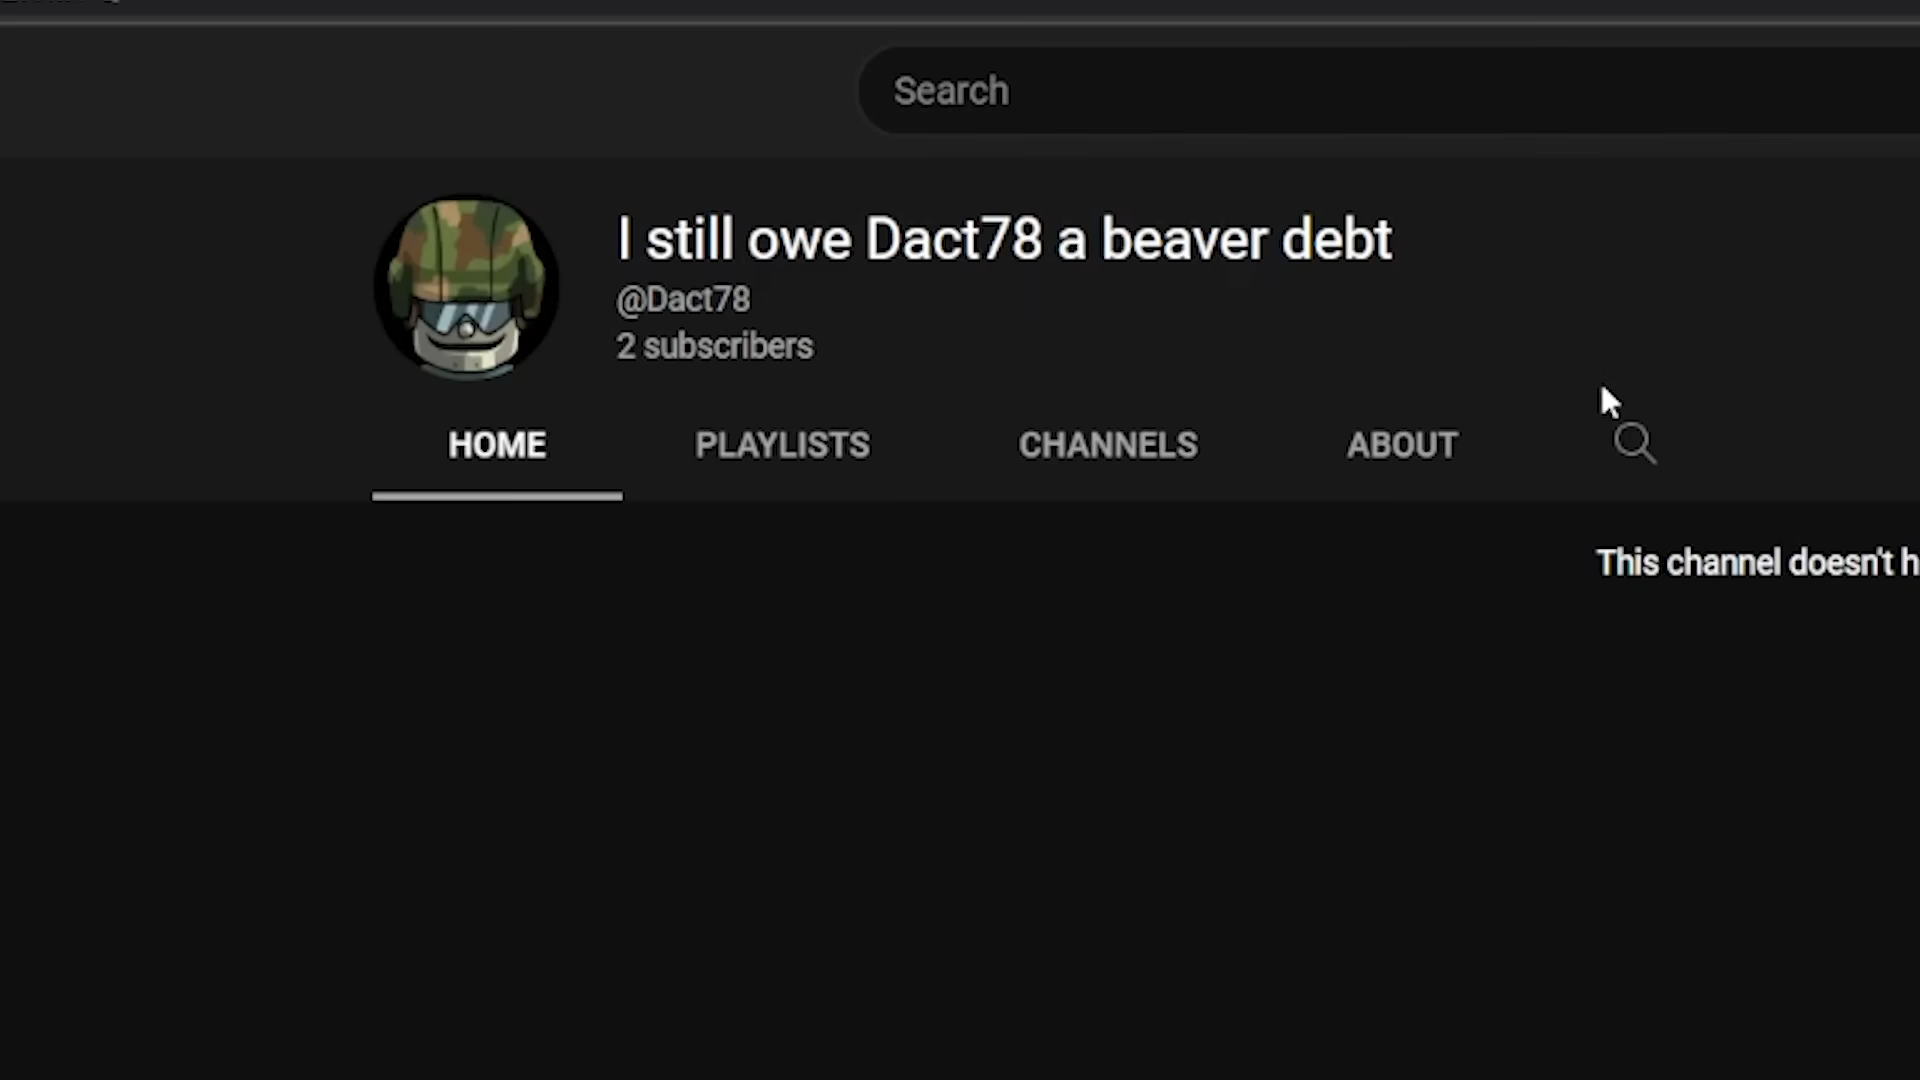 Search
I still owe Dact78 a beaver debt
@Dact78
2 subscribers
HOME PLAYLISTS CHANNELS ABOUT
This channel doesn't h